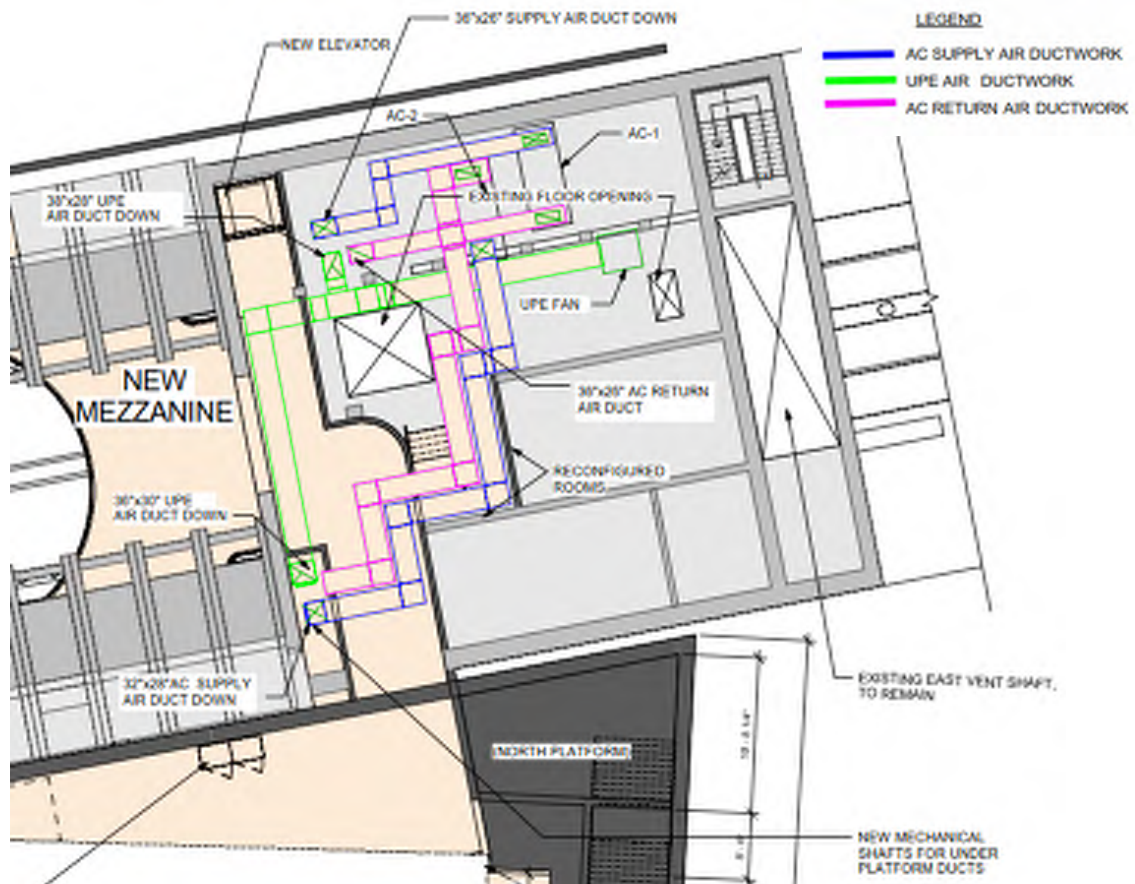 36"x26" SUPPLY AIR DUCT DOWN
LEGEND
NEW ELEVATOR
AC SUPPLY AIR DUCTWORK
UPE AIR DUCTWORK
AC RETURN AIR DUCTWORK
AC-2
AC-1
38"x28" UPE
AIR DUCT DOWN
EXISTING FLOOR OPENING
UPE FAN
NEW
MEZZANINE
36"x26" AC RETURN
AIR DUCT
RECONFIGURED
ROOMS
36"x30" UPE
AIR DUCT DOWN
32"x28"AC SUPPLY
AIR DUCT DOWN
EXISTING EAST VENT SHAFT,
TO REMAIN
(NORTH PLATFORM)
NEW MECHANICAL
SHAFTS FOR UNDER
PLATFORM DUCTS